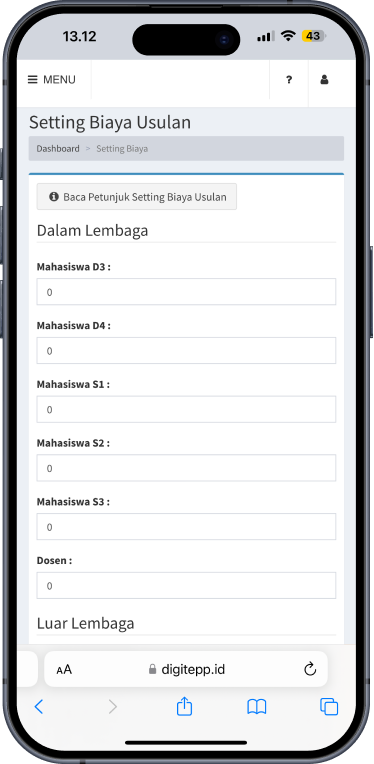 13.12
43
MENU
?
Setting Biaya Usulan
Dashboard > Setting Biaya
Baca Petunjuk Setting Biaya Usulan
Dalam Lembaga
Mahasiswa D3 :
0
Mahasiswa D4 :
0
Mahasiswa S1 :
0
Mahasiswa S2 :
0
Mahasiswa S3 :
0
Dosen :
0
Luar Lembaga
AA
digitepp.id